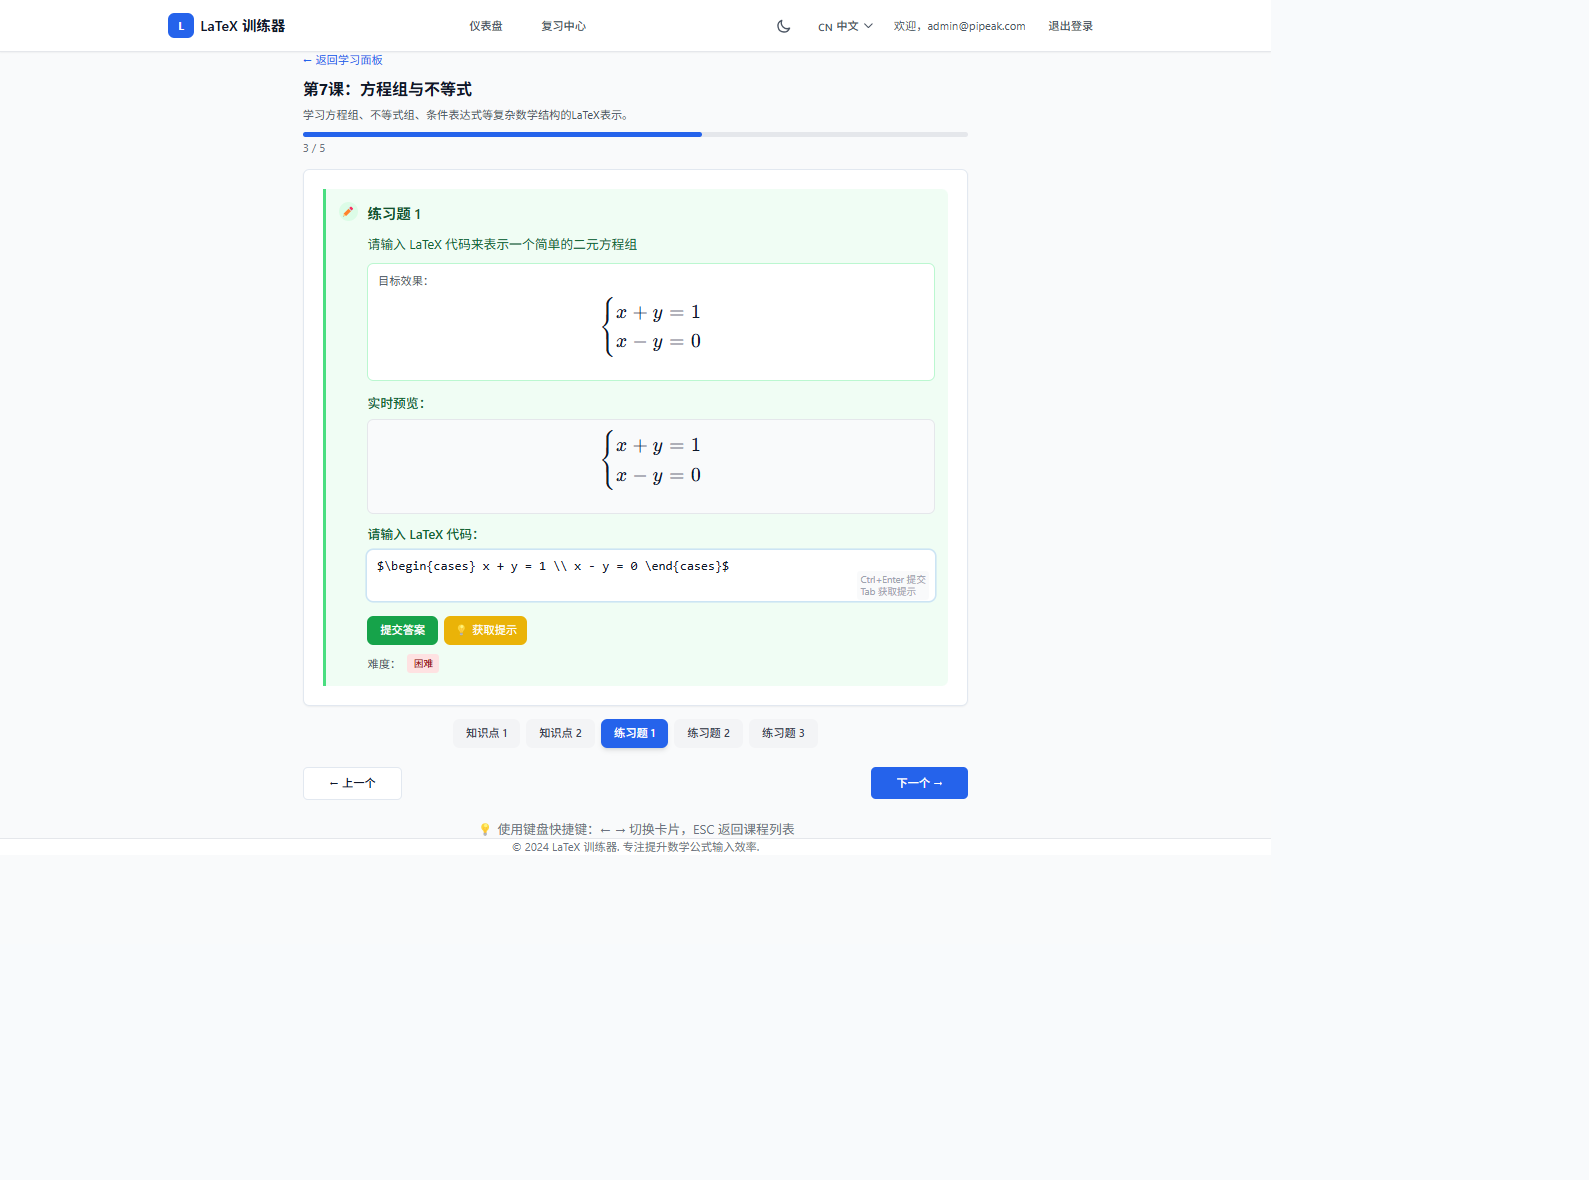 L LaTeX 训练器 仪表盘 复习中心 CN 中文 欢迎，admin@pipeak.com 退出登录
← 返回学习面板
第7课：方程组与不等式
学习方程组、不等式组、条件表达式等复杂数学结构的LaTeX表示。
3 / 5
练习题 1
请输入 LaTeX 代码来表示一个简单的二元方程组
目标效果：
x + y = 1
x − y = 0
实时预览：
x + y = 1
x − y = 0
请输入 LaTeX 代码：
$\begin{cases} x + y = 1 \\ x - y = 0 \end{cases}$
Ctrl+Enter 提交
Tab 获取提示
提交答案 💡 获取提示
难度： 困难
知识点 1 知识点 2 练习题 1 练习题 2 练习题 3
← 上一个 下一个 →
💡 使用键盘快捷键：← → 切换卡片，ESC 返回课程列表
© 2024 LaTeX 训练器. 专注提升数学公式输入效率.